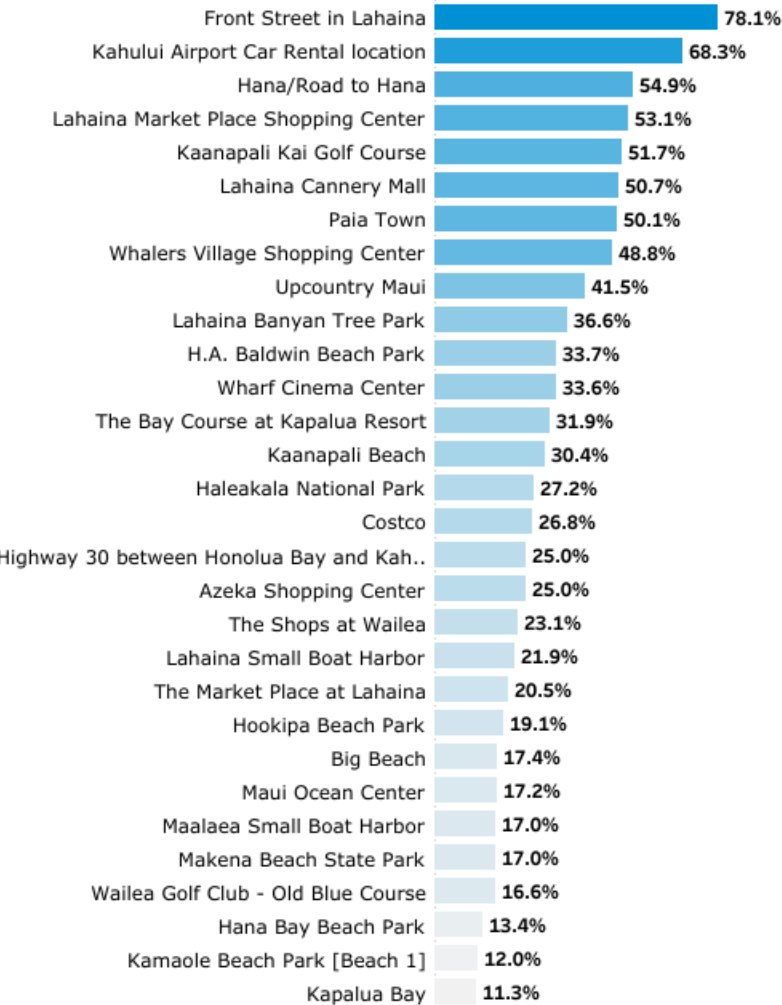 Front Street in Lahaina 78.1%
Kahului Airport Car Rental location 68.3%
Hana/Road to Hana 54.9%
Lahaina Market Place Shopping Center 53.1%
Kaanapali Kai Golf Course 51.7%
Lahaina Cannery Mall 50.7%
Paia Town 50.1%
Whalers Village Shopping Center 48.8%
Upcountry Maui 41.5%
Lahaina Banyan Tree Park 36.6%
H.A. Baldwin Beach Park 33.7%
Wharf Cinema Center 33.6%
The Bay Course at Kapalua Resort 31.9%
Kaanapali Beach 30.4%
Haleakala National Park 27.2%
Costco 26.8%
Highway 30 between Honolua Bay and Kah.. 25.0%
Azeka Shopping Center 25.0%
The Shops at Wailea 23.1%
Lahaina Small Boat Harbor 21.9%
The Market Place at Lahaina 20.5%
Hookipa Beach Park 19.1%
Big Beach 17.4%
Maui Ocean Center 17.2%
Maalaea Small Boat Harbor 17.0%
Makena Beach State Park 17.0%
Wailea Golf Club - Old Blue Course 16.6%
Hana Bay Beach Park 13.4%
Kamaole Beach Park [Beach 1] 12.0%
Kapalua Bay 11.3%